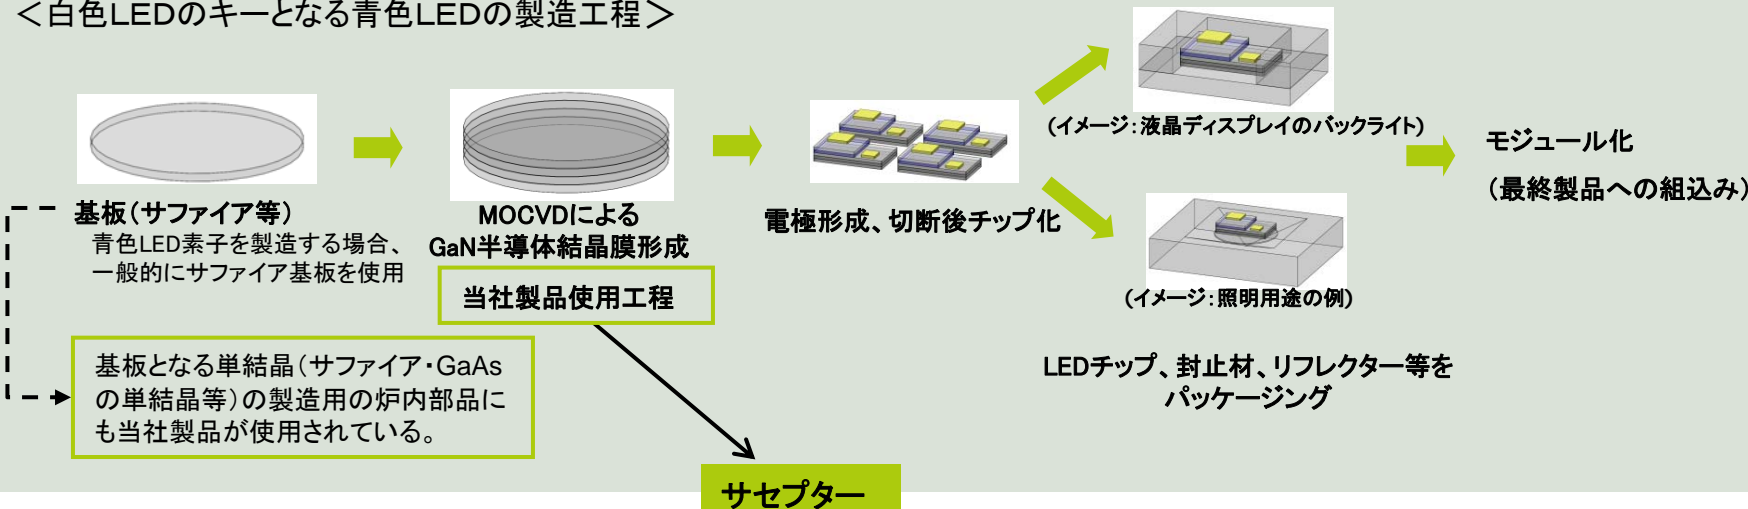 ＜白色LEDのキーとなる青色LEDの製造工程＞
基板（サファイア等）
青色LED素子を製造する場合、
一般的にサファイア基板を使用
基板となる単結晶（サファイア・GaAs
の単結晶等）の製造用の炉内部品に
も当社製品が使用されている。
MOCVDによる
GaN半導体結晶膜形成
当社製品使用工程
サセプター
電極形成、切断後チップ化
（イメージ：液晶ディスプレイのバックライト）
（イメージ：照明用途の例）
LEDチップ、封止材、リフレクター等を
パッケージング
モジュール化
（最終製品への組込み）